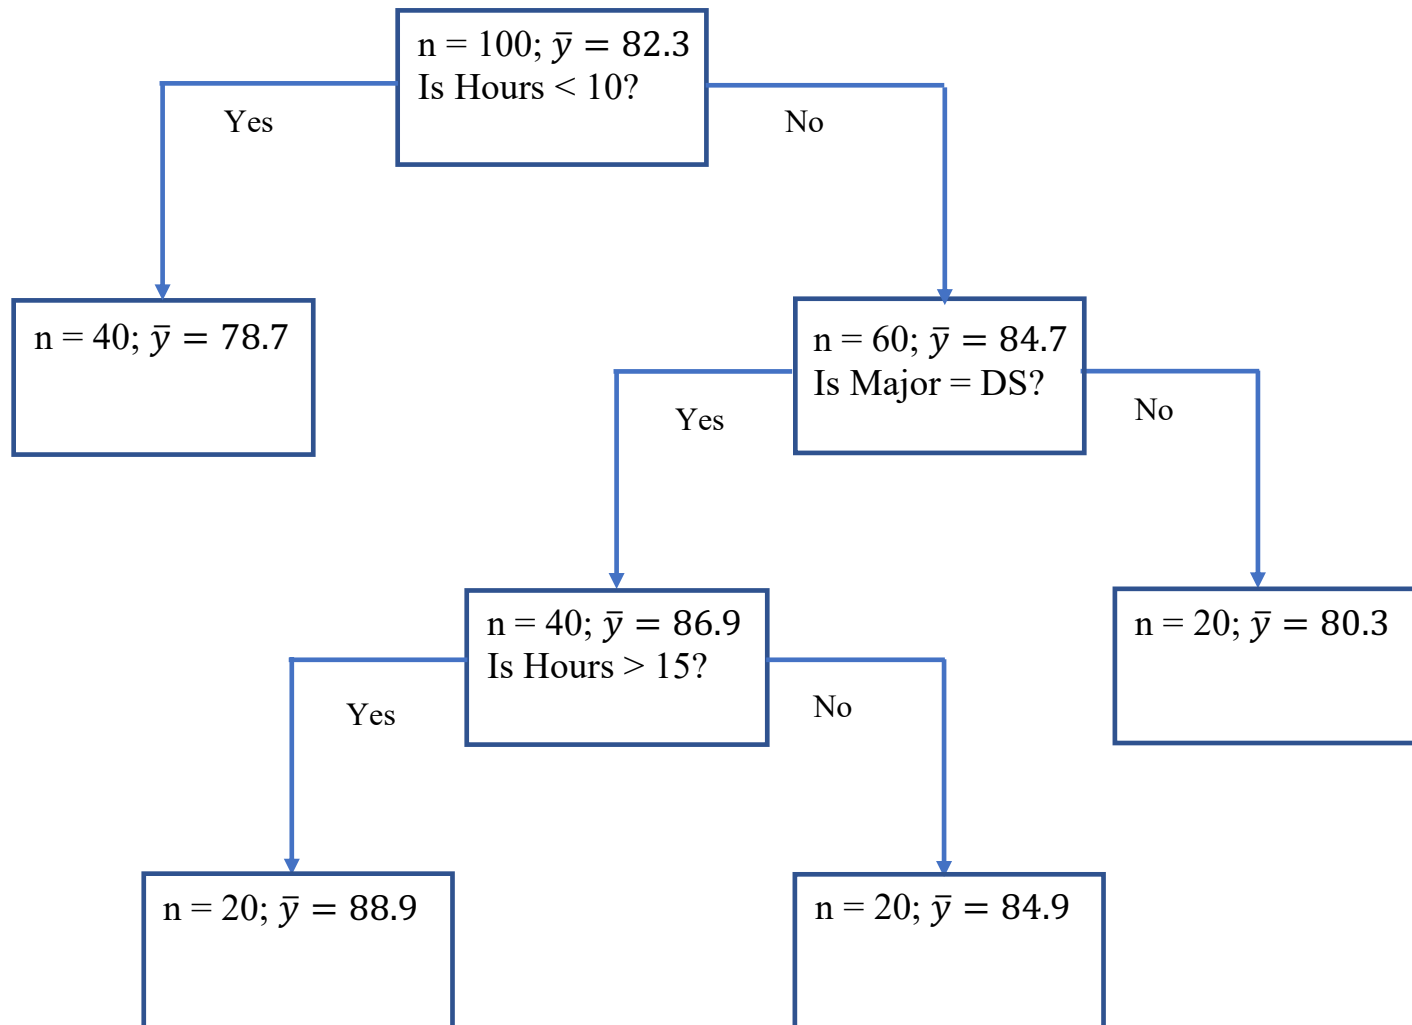 n = 100; ȳ = 82.3
Is Hours < 10?
Yes
No
n = 40; ȳ = 78.7
n = 60; ȳ = 84.7
Is Major = DS?
Yes
No
n = 40; ȳ = 86.9
Is Hours > 15?
n = 20; ȳ = 80.3
Yes
No
n = 20; ȳ = 88.9
n = 20; ȳ = 84.9